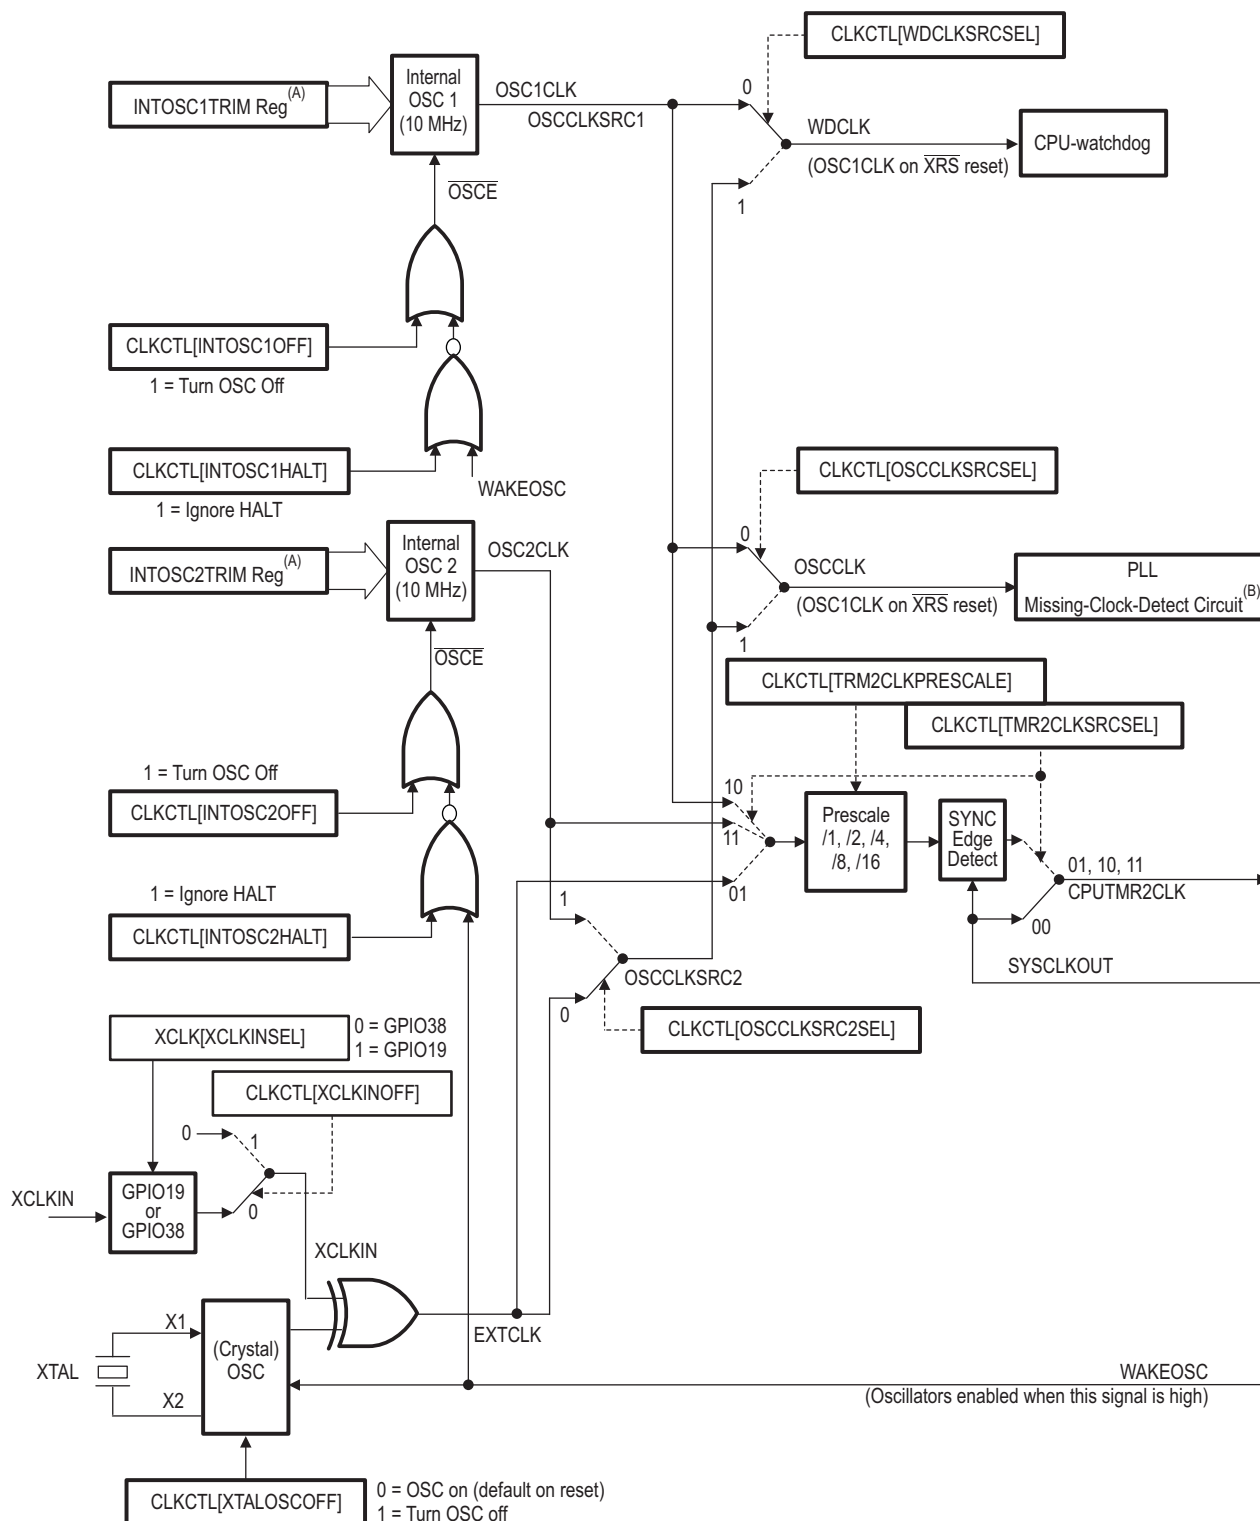 CLKCTL[WDCLKSRCSEL]
INTOSC1TRIM Reg(A)
Internal
OSC 1
(10 MHz)
OSC1CLK
OSCCLKSRC1
0
WDCLK
(OSC1CLK on XRS reset)
CPU-watchdog
1
OSCE
CLKCTL[INTOSC1OFF]
1 = Turn OSC Off
CLKCTL[INTOSC1HALT]
1 = Ignore HALT
WAKEOSC
CLKCTL[OSCCLKSRCSEL]
INTOSC2TRIM Reg(A)
Internal
OSC 2
(10 MHz)
OSC2CLK
0
OSCCLK
(OSC1CLK on XRS reset)
PLL
Missing-Clock-Detect Circuit(B)
1
OSCE
CLKCTL[TRM2CLKPRESCALE]
CLKCTL[TMR2CLKSRCSEL]
1 = Turn OSC Off
CLKCTL[INTOSC2OFF]
10
11
01
Prescale
/1, /2, /4,
/8, /16
SYNC
Edge
Detect
01, 10, 11
CPUTMR2CLK
00
SYSCLKOUT
1 = Ignore HALT
CLKCTL[INTOSC2HALT]
1
OSCCLKSRC2
0
CLKCTL[OSCCLKSRC2SEL]
XCLK[XCLKINSEL]
0 = GPIO38
1 = GPIO19
CLKCTL[XCLKINOFF]
0
1
0
XCLKIN
GPIO19
or
GPIO38
XCLKIN
EXTCLK
XTAL
X1
X2
(Crystal)
OSC
WAKEOSC
(Oscillators enabled when this signal is high)
CLKCTL[XTALOSCOFF]
0 = OSC on (default on reset)
1 = Turn OSC off